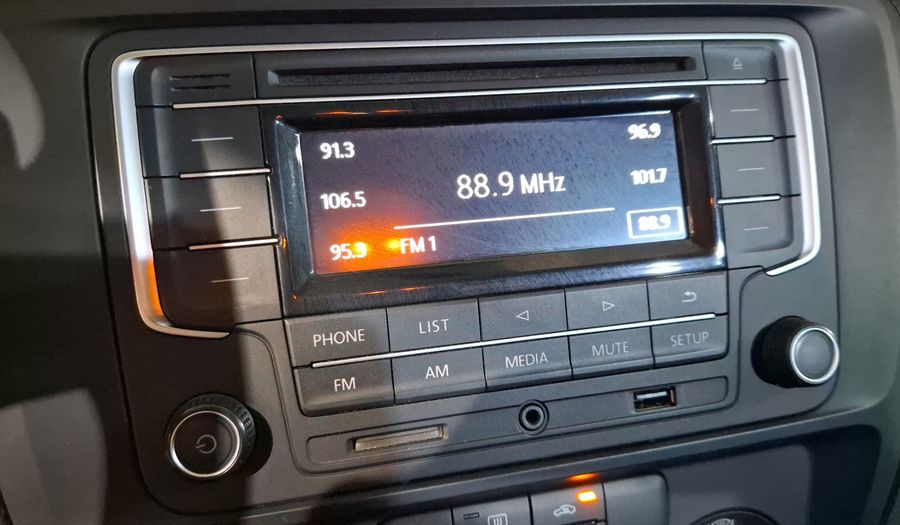 91.3
96.9
106.5
88.9 MHz
101.7
95.3
FM 1
88.9
PHONE
LIST
FM
AM
MEDIA
MUTE
SETUP